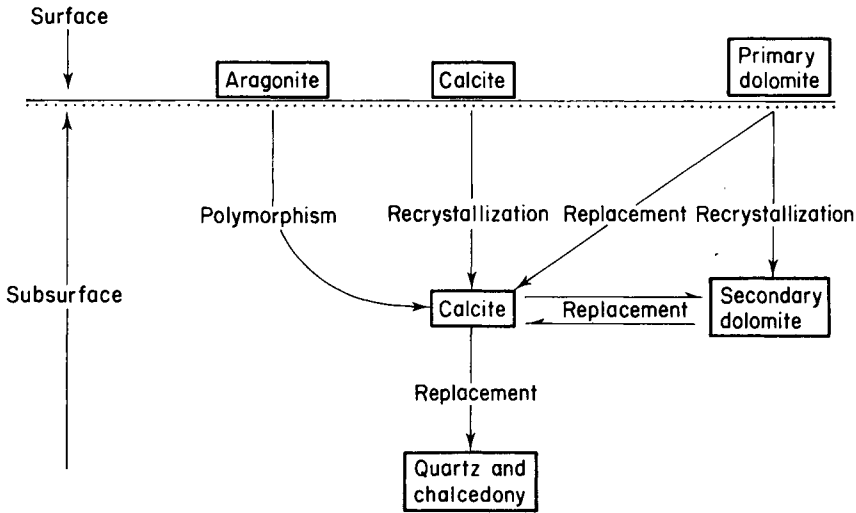 Surface
Aragonite
Calcite
Primary
dolomite
Polymorphism
Recrystallization
Replacement
Recrystallization
Subsurface
Calcite
Replacement
Secondary
dolomite
Replacement
Quartz and
chalcedony